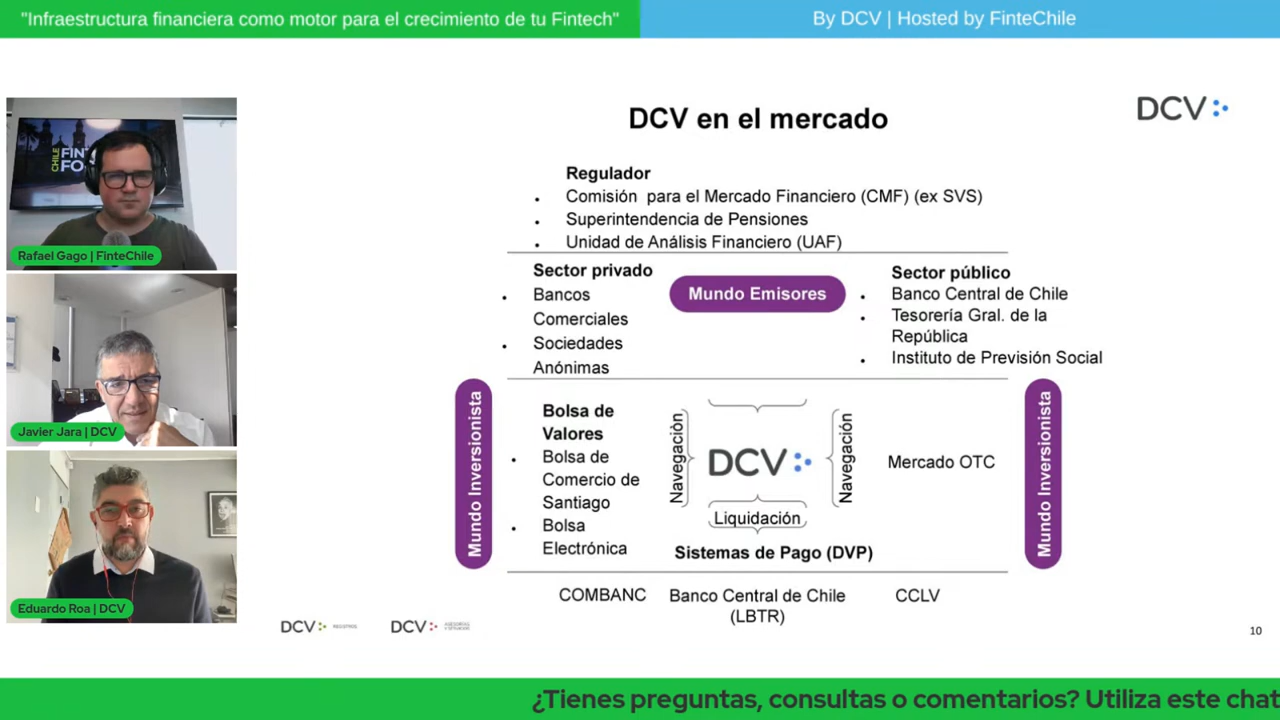 "Infraestructura financiera como motor para el crecimiento de tu Fintech"
By DCV | Hosted by FinteChile
DCV
DCV en el mercado
Regulador
Comisión para el Mercado Financiero (CMF) (ex SVS)
Superintendencia de Pensiones
Unidad de Análisis Financiero (UAF)
Sector privado
Bancos
Comerciales
Sociedades
Anónimas
Mundo Emisores
Sector público
Banco Central de Chile
Tesorería Gral. de la
República
Instituto de Previsión Social
Mundo Inversionista
Bolsa de
Valores
Bolsa de
Comercio de
Santiago
Bolsa
Electrónica
Navegación
DCV
Navegación
Liquidación
Sistemas de Pago (DVP)
Mercado OTC
Mundo Inversionista
COMBANC
Banco Central de Chile
(LBTR)
CCLV
DCV REGISTROS
DCV
10
CHILE
FIN
FO
Rafael Gago | FinteChile
Javier Jara | DCV
Eduardo Roa | DCV
¿Tienes preguntas, consultas o comentarios? Utiliza este chat